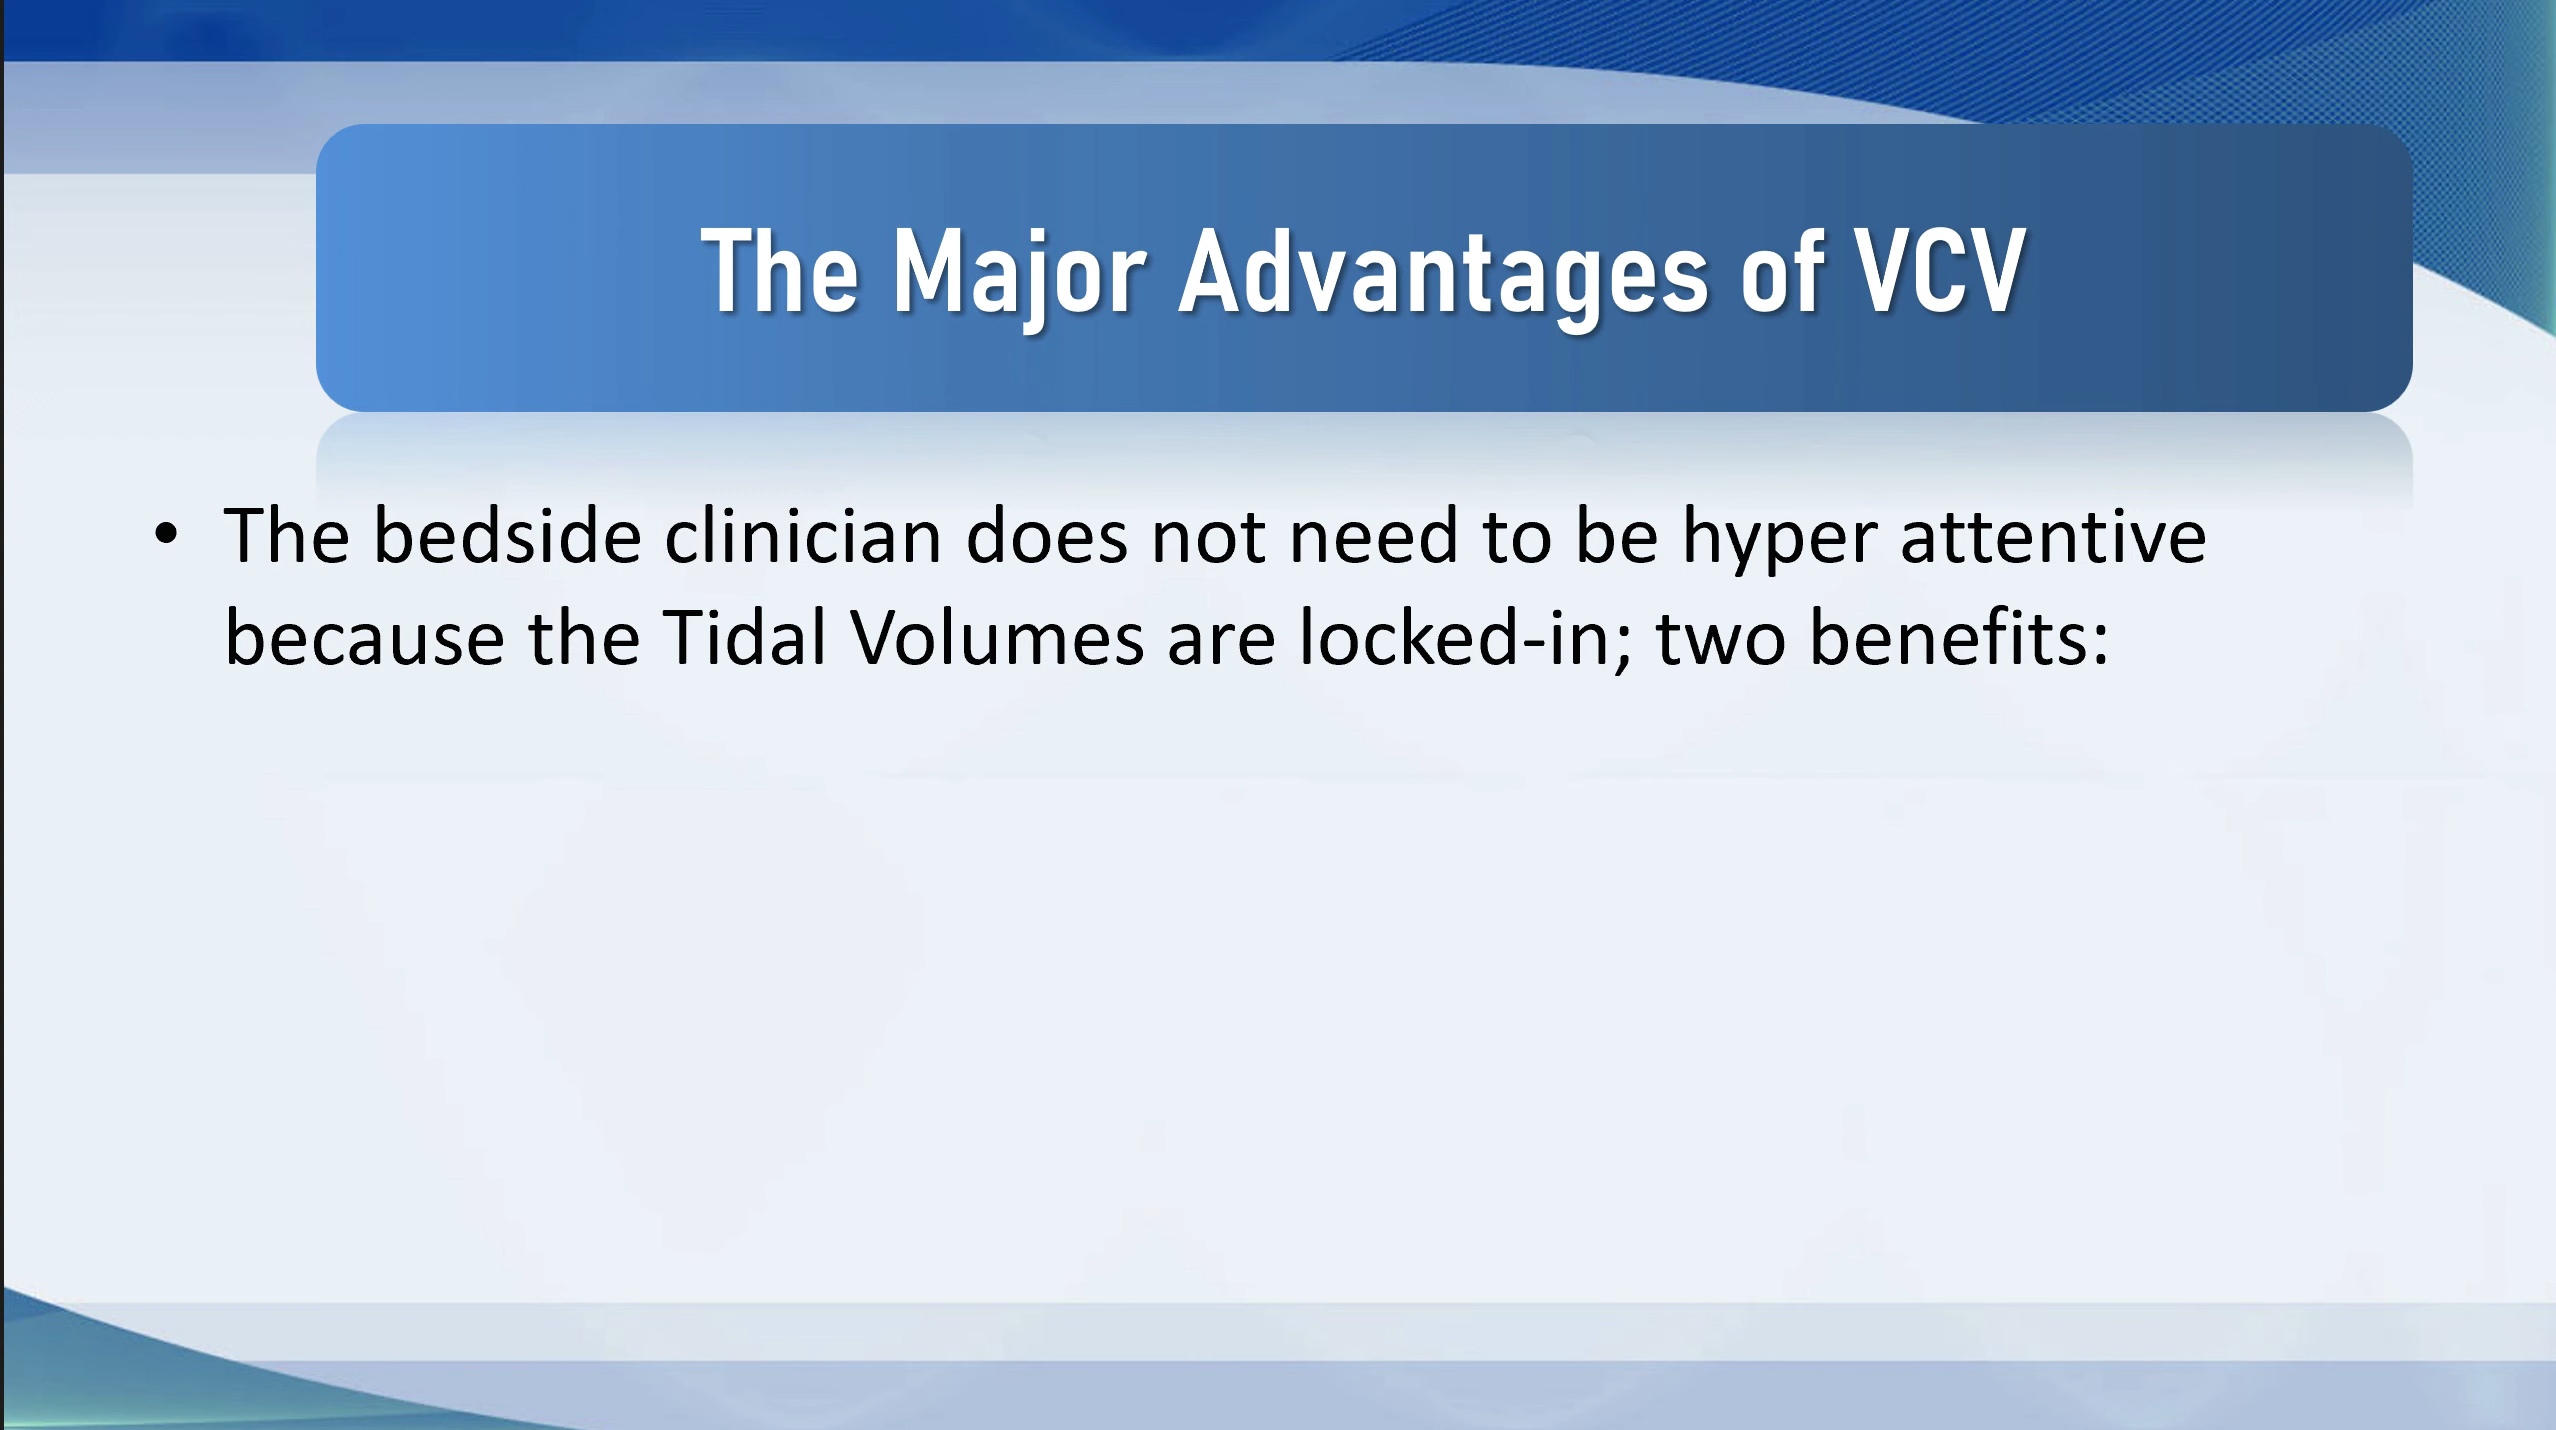 The Major Advantages of VCV
• The bedside clinician does not need to be hyper attentive
because the Tidal Volumes are locked-in; two benefits: